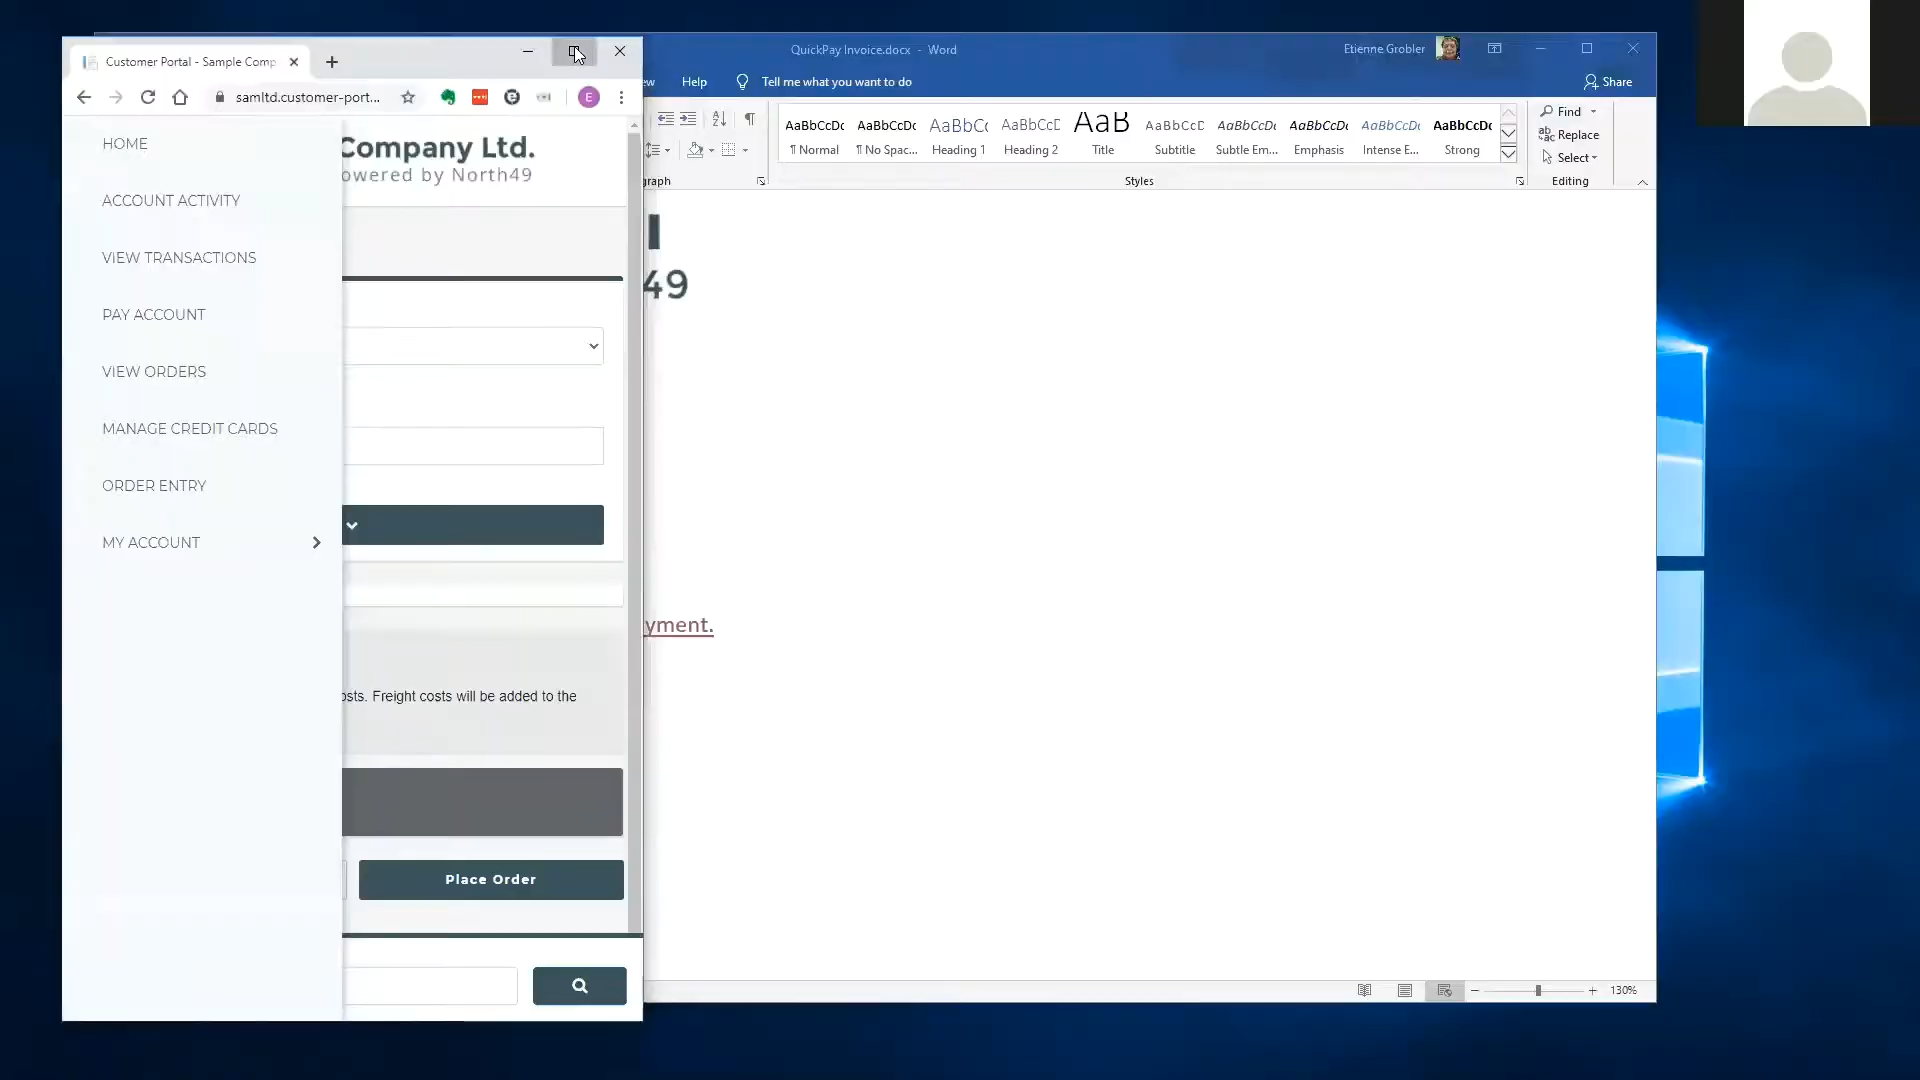 Customer Portal - Sample Comp
samltd.customer-port...
E
HOME
ACCOUNT ACTIVITY
VIEW TRANSACTIONS
PAY ACCOUNT
VIEW ORDERS
MANAGE CREDIT CARDS
ORDER ENTRY
MY ACCOUNT
Company Ltd.
owered by North49
osts. Freight costs will be added to the
Place Order
QuickPay Invoice.docx - Word
Etienne Grobler
ew Help Tell me what you want to do
Share
AaBbCcDc AaBbCcDc AaBbC AaBbCcD AaB AaBbCcD AaBbCcDc AaBbCcDc AaBbCcDc AaBbCcDc
¶ Normal ¶ No Spac... Heading 1 Heading 2 Title Subtitle Subtle Em... Emphasis Intense E... Strong
Find
Replace
Select
graph Styles Editing
49
yment.
130%